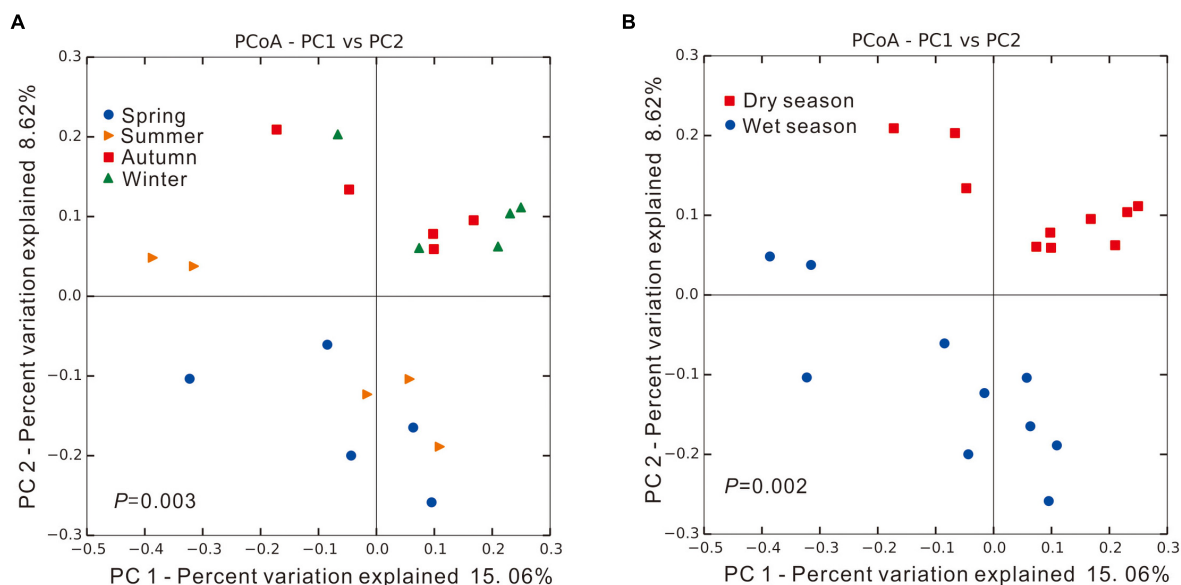 A
PCoA - PC1 vs PC2
0.3
0.2
0.1
0.0
−0.1
−0.2
−0.3
PC 2 - Percent variation explained 8.62%
Spring
Summer
Autumn
Winter
P=0.003
−0.5 −0.4 −0.3 −0.2 −0.1 0.0 0.1 0.2 0.3
PC 1 - Percent variation explained 15. 06%
B
PCoA - PC1 vs PC2
0.3
0.2
0.1
0.0
−0.1
−0.2
−0.3
PC 2 - Percent variation explained 8.62%
Dry season
Wet season
P=0.002
−0.5 −0.4 −0.3 −0.2 −0.1 0.0 0.1 0.2 0.3
PC 1 - Percent variation explained 15. 06%